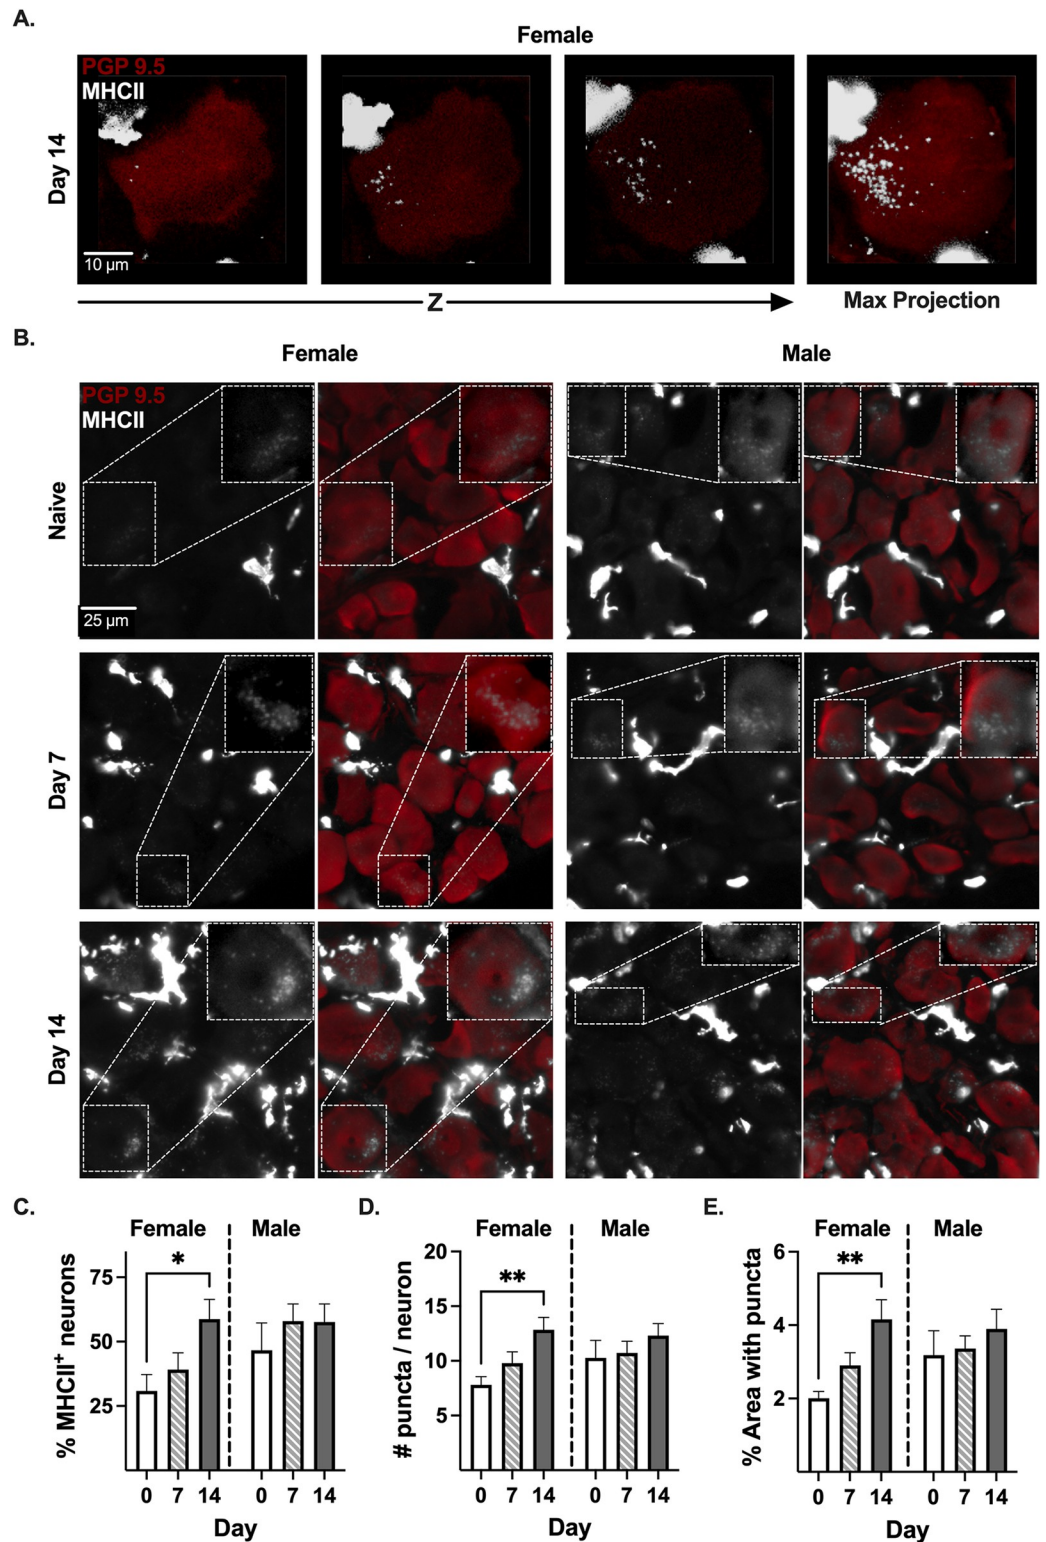 A.
Female
PGP 9.5
MHCII
Day 14
10 µm
Z
Max Projection
B.
Female
Male
PGP 9.5
MHCII
Naive
25 µm
Day 7
Day 14
C.
Female
Male
% MHCII⁺ neurons
75
50
25
*
0 7 14 0 7 14
Day
D.
Female
Male
# puncta / neuron
20
15
10
5
**
0 7 14 0 7 14
Day
E.
Female
Male
% Area with puncta
6
4
2
**
0 7 14 0 7 14
Day